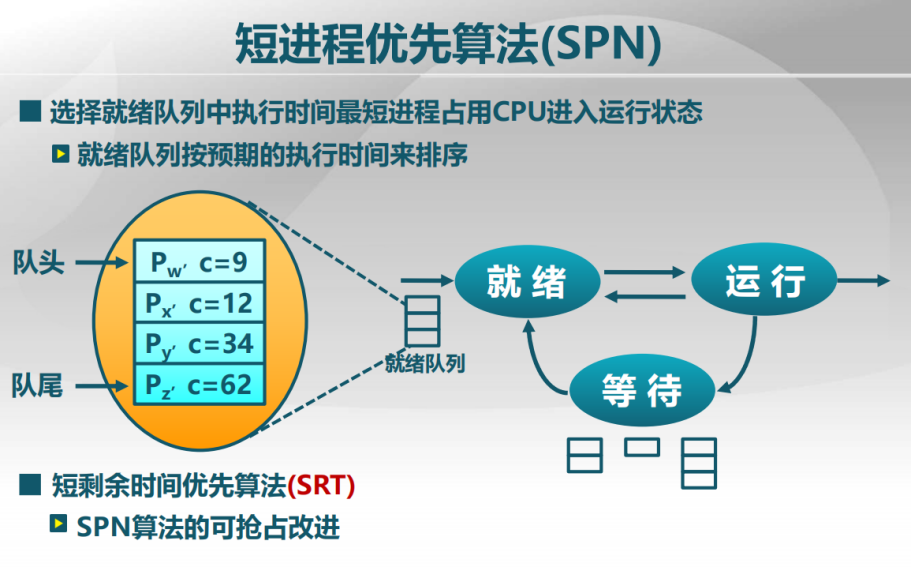 短进程优先算法(SPN)
选择就绪队列中执行时间最短进程占用CPU进入运行状态
就绪队列按预期的执行时间来排序
队头
Pw, c=9
Px, c=12
Py, c=34
队尾
Pz, c=62
就绪队列
就绪
运行
等待
短剩余时间优先算法(SRT)
SPN算法的可抢占改进